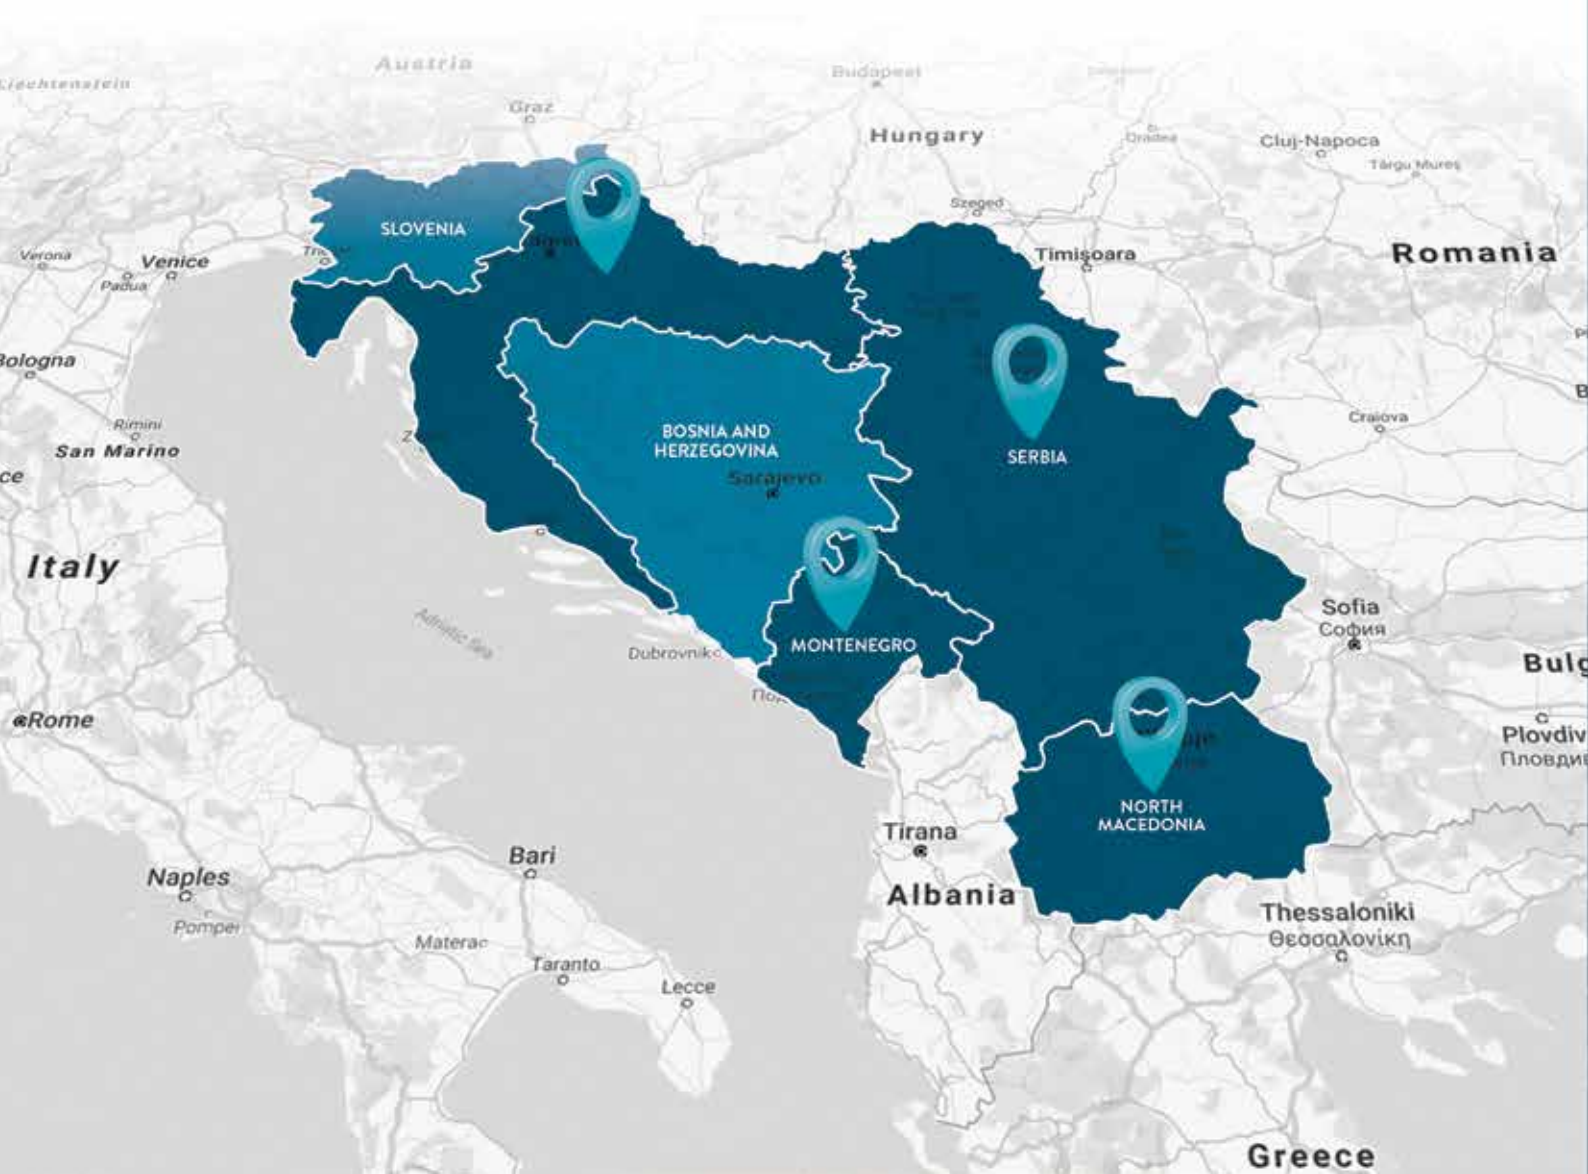 Austria
Liechtenstein
Budapest
Graz
Hungary
Oradea
Cluj-Napoca
Târgu Mureș
Szeged
SLOVENIA
Verona
Venice
Padua
Timișoara
Romania
Bologna
Craiova
Rimini
San Marino
BOSNIA AND
HERZEGOVINA
Sarajevo
SERBIA
ce
Italy
Sofia
София
Adriatic Sea
Dubrovnik
MONTENEGRO
Bulg
Rome
Plovdiv
Пловди
NORTH
MACEDONIA
Tirana
Albania
Bari
Naples
Pompei
Matera
Thessaloniki
Θεσσαλονίκη
Taranto
Lecce
Greece